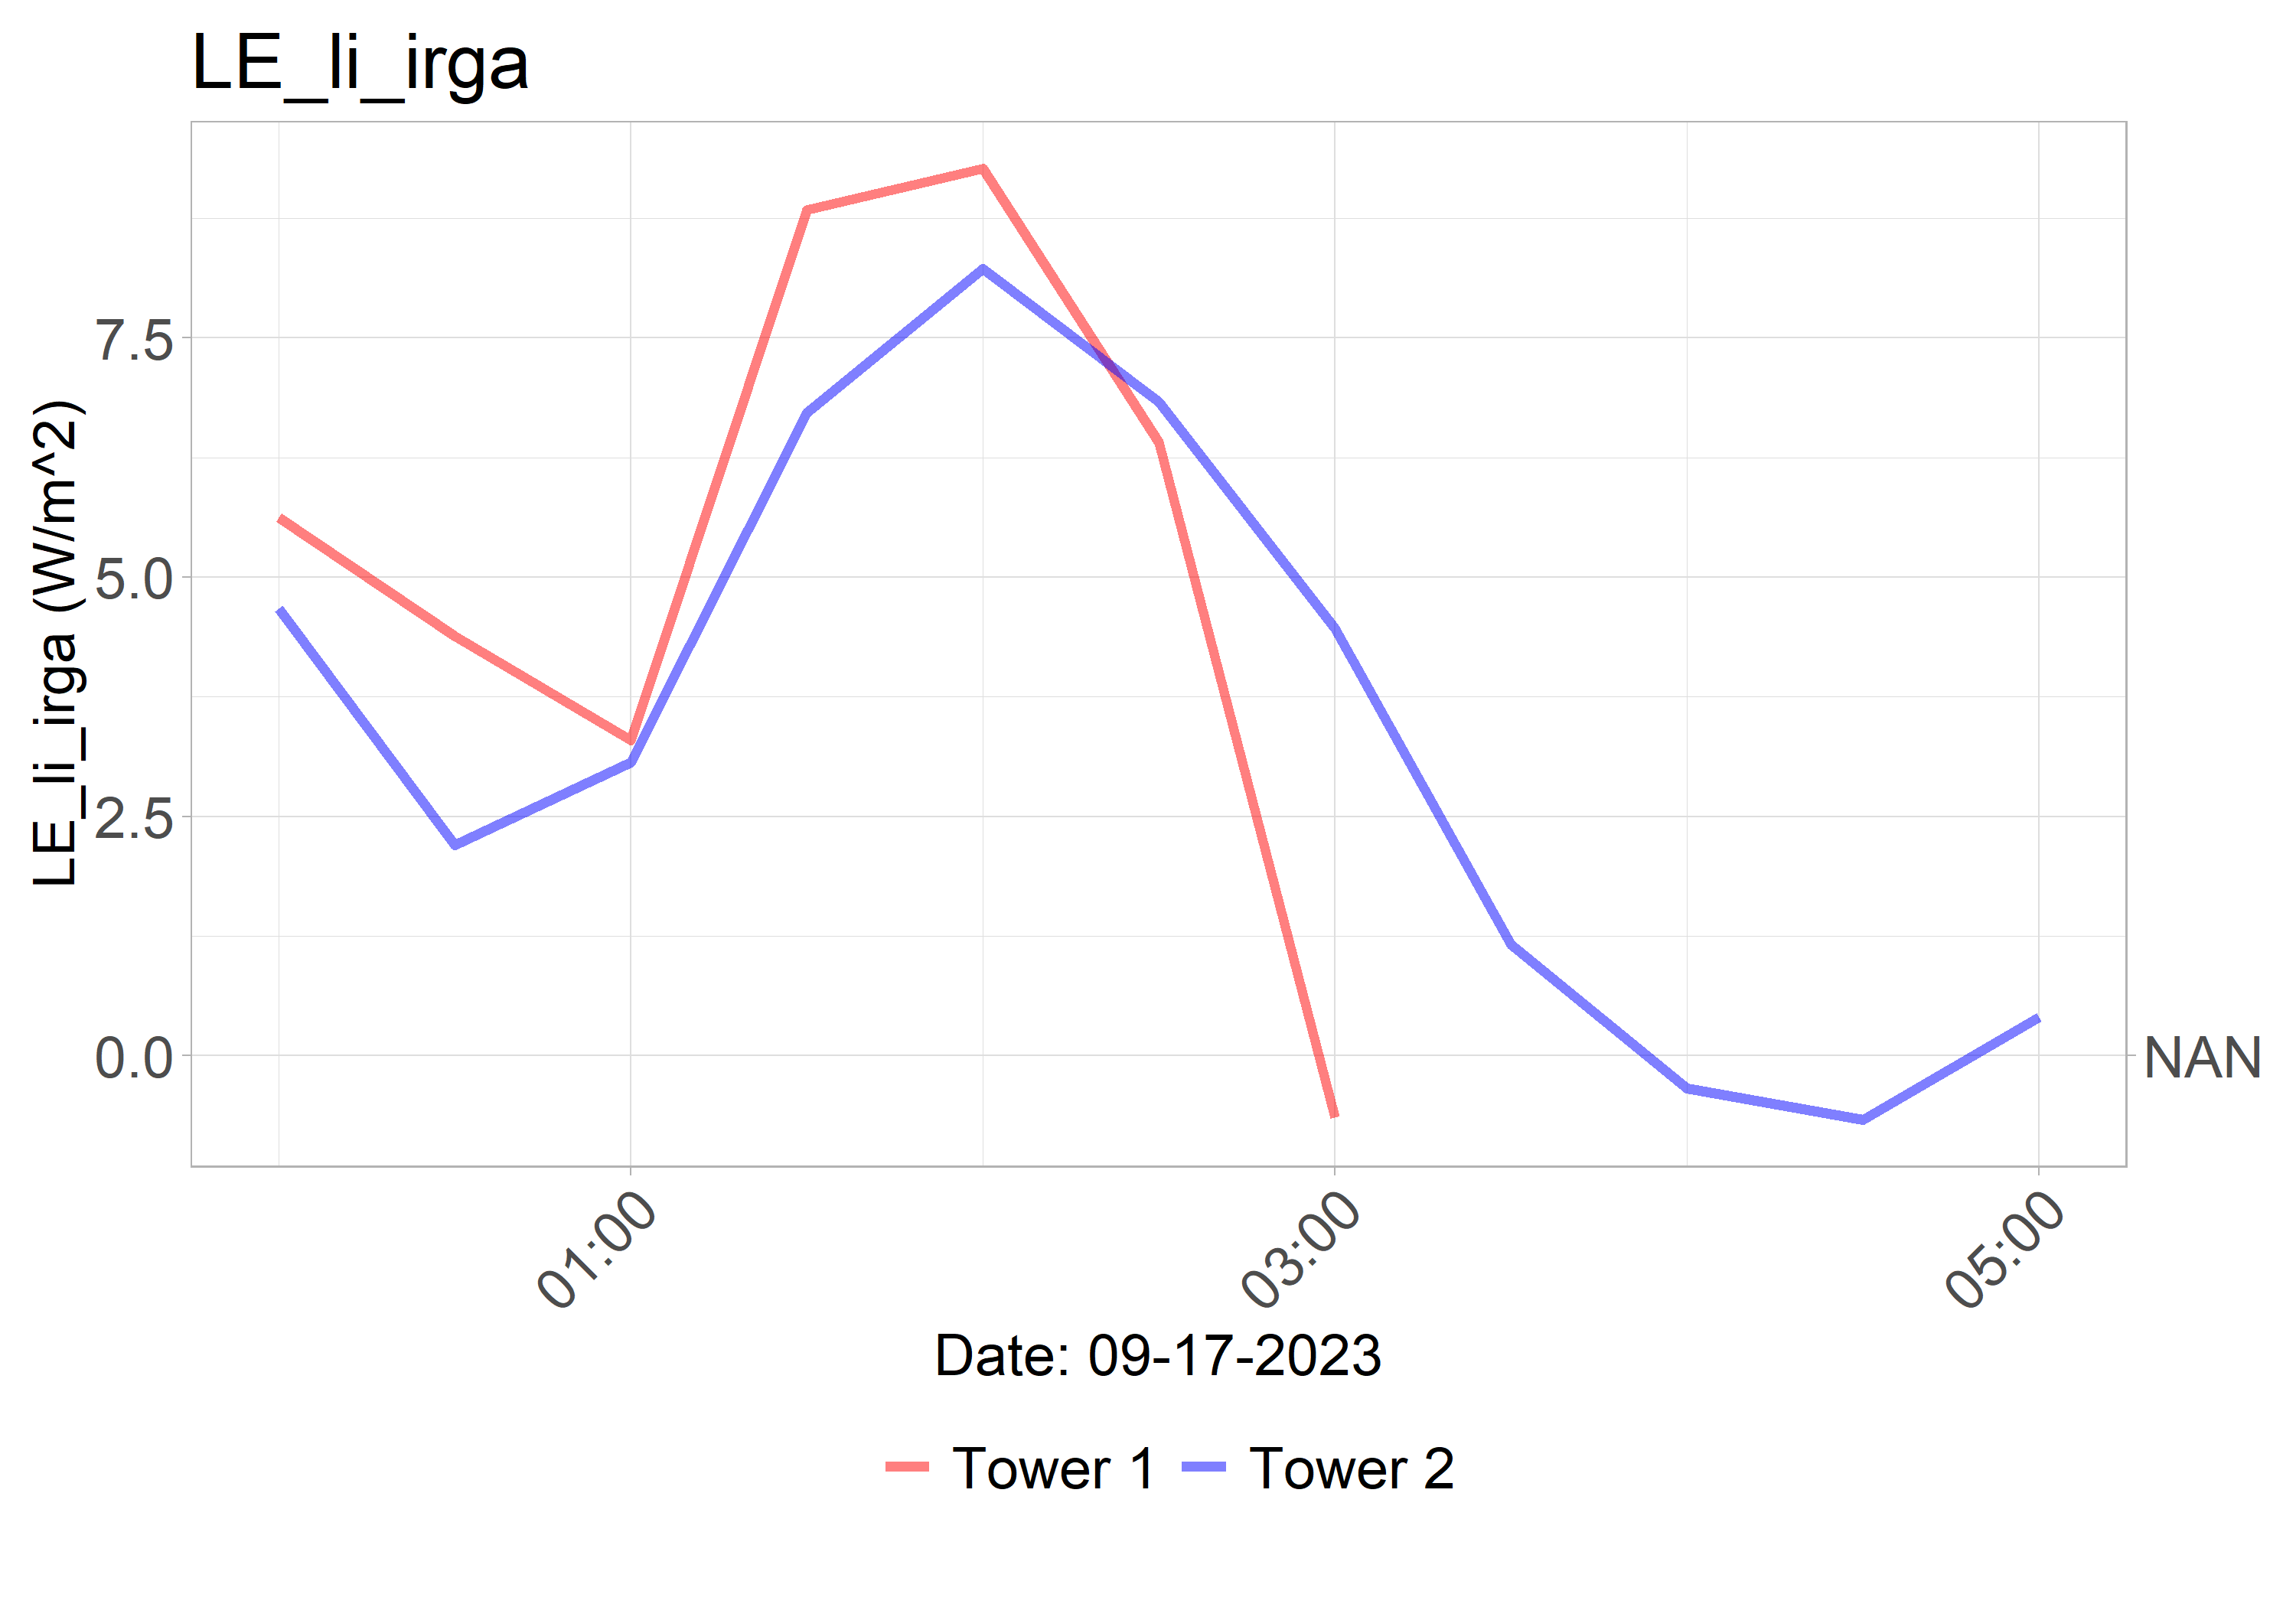 LE_li_irga
LE_li_irga (W/m^2)
7.5
5.0
2.5
0.0
NAN
01:00
03:00
05:00
Date: 09-17-2023
Tower 1
Tower 2